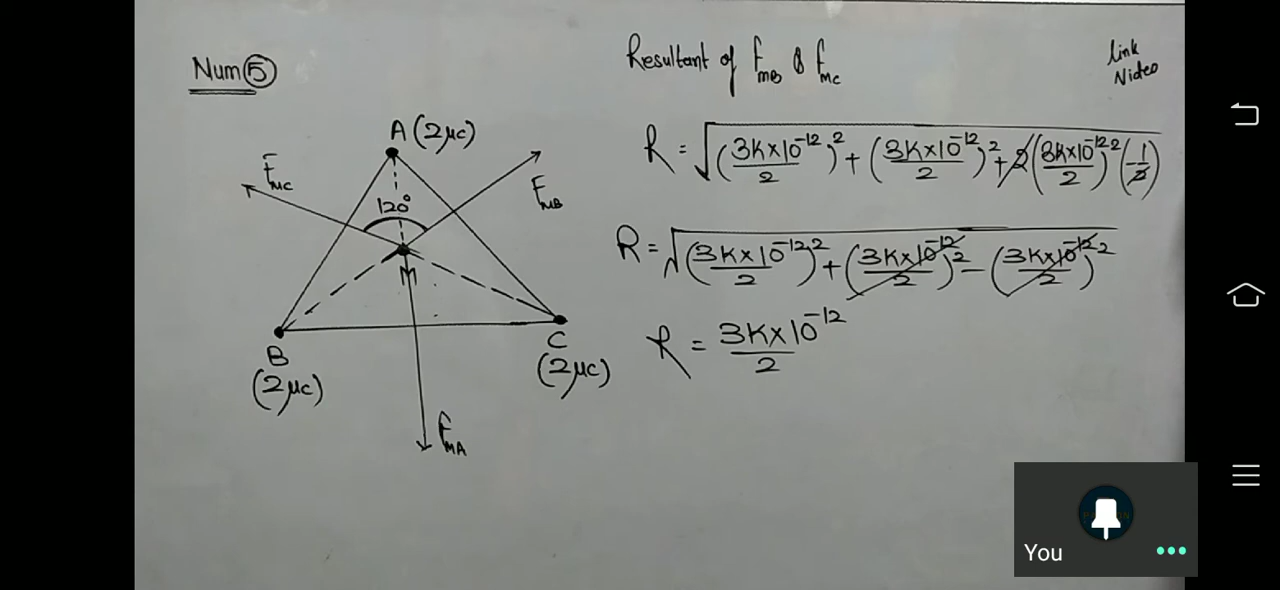 Num 5
Resultant of F_MB & F_MC
Link
Video
A (2μc)
F_MC
F_MB
120°
M
B
(2μc)
C
(2μc)
F_MA
R = √((3K×10⁻¹²/2)² + (3K×10⁻¹²/2)² + 2(3K×10⁻¹²/2)²(-1/2))
R = √((3K×10⁻¹²/2)² + (3K×10⁻¹²/2)² - (3K×10⁻¹²/2)²)
R = 3K×10⁻¹²/2
You